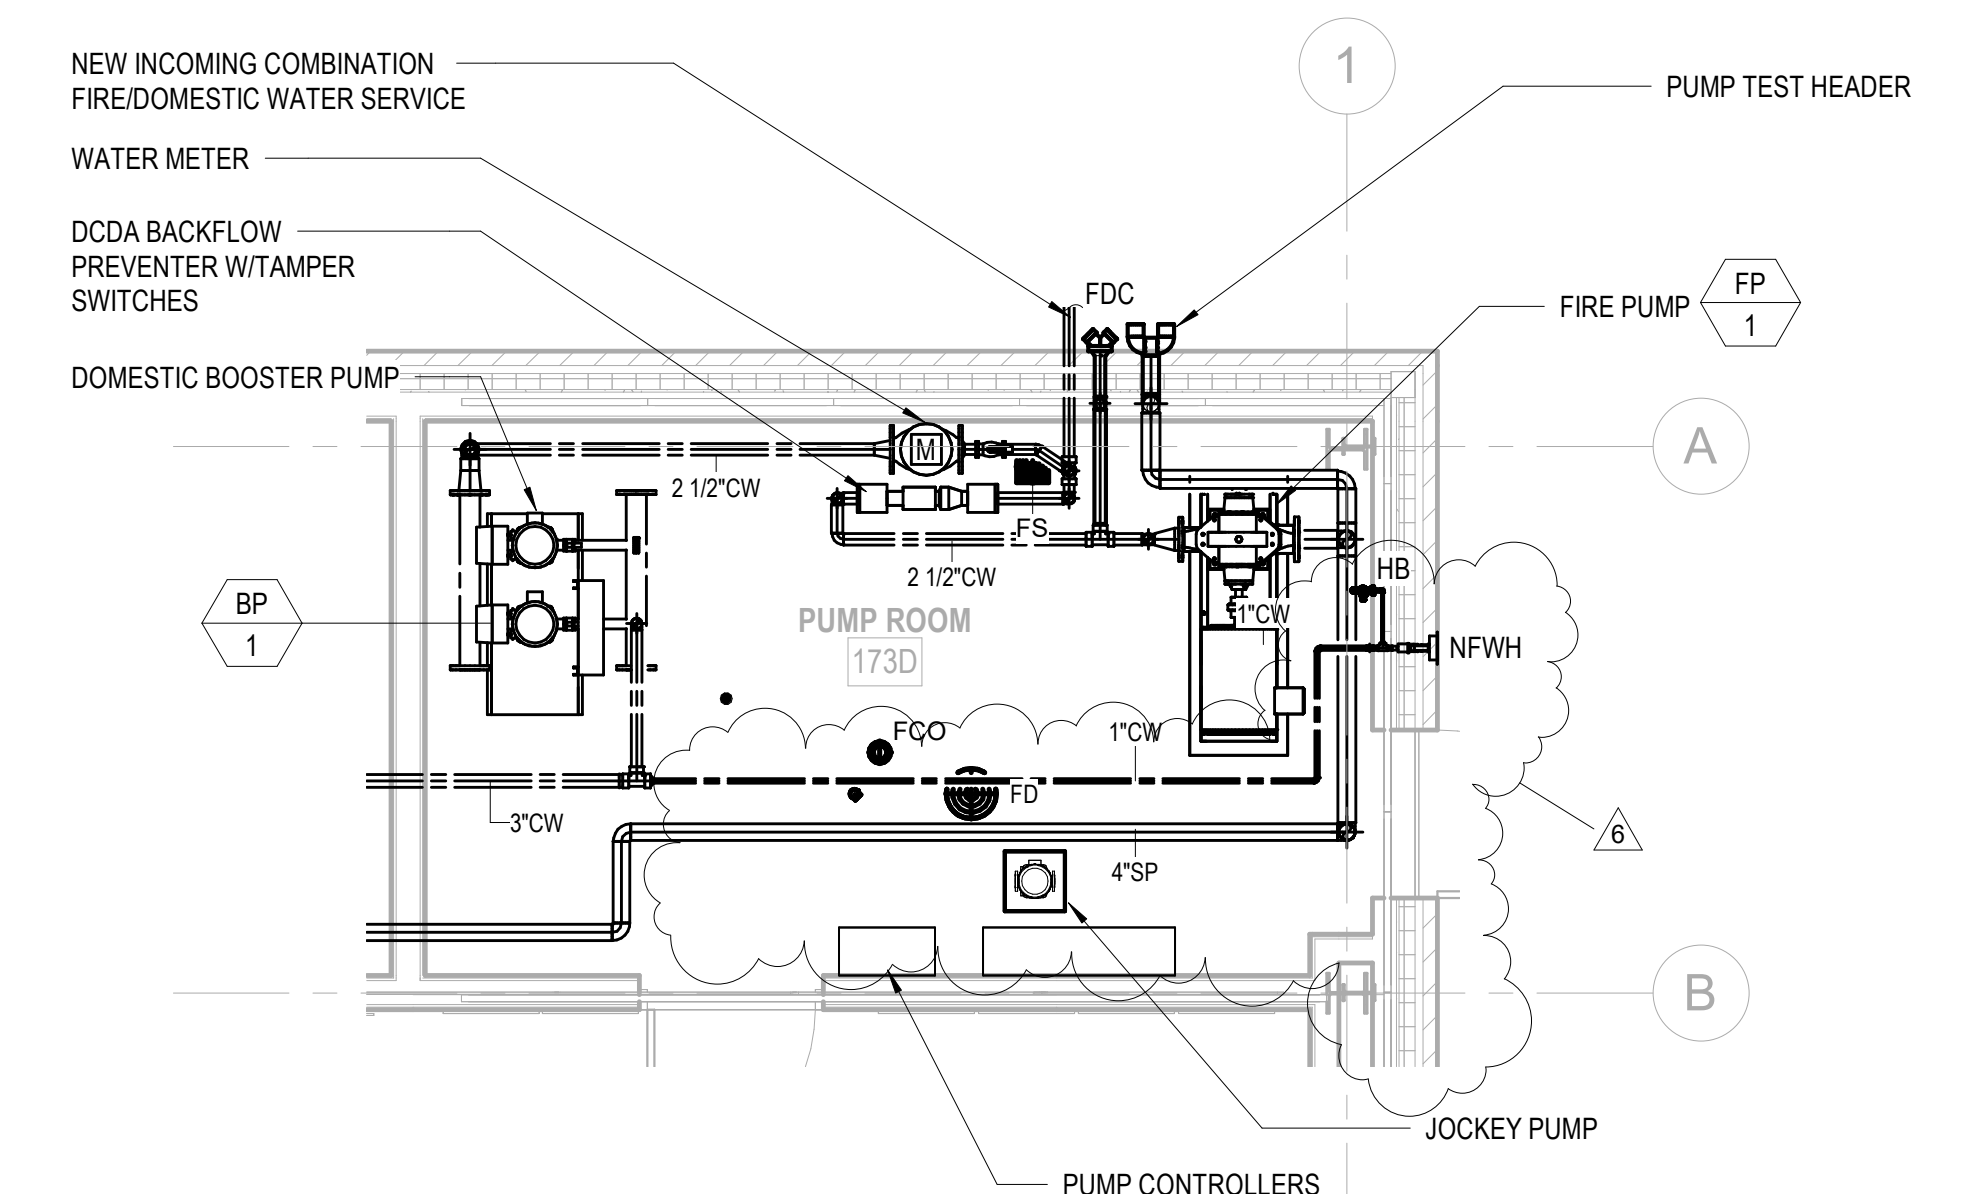 NEW INCOMING COMBINATION
FIRE/DOMESTIC WATER SERVICE
1
PUMP TEST HEADER
WATER METER
DCDA BACKFLOW
PREVENTER W/TAMPER
SWITCHES
FDC
FIRE PUMP
FP
1
DOMESTIC BOOSTER PUMP
M
A
2 1/2"CW
FS
2 1/2"CW
HB
BP
1
PUMP ROOM
173D
1"CW
NFWH
FCO
1"CW
FD
3"CW
6
4"SP
B
JOCKEY PUMP
PUMP CONTROLLERS